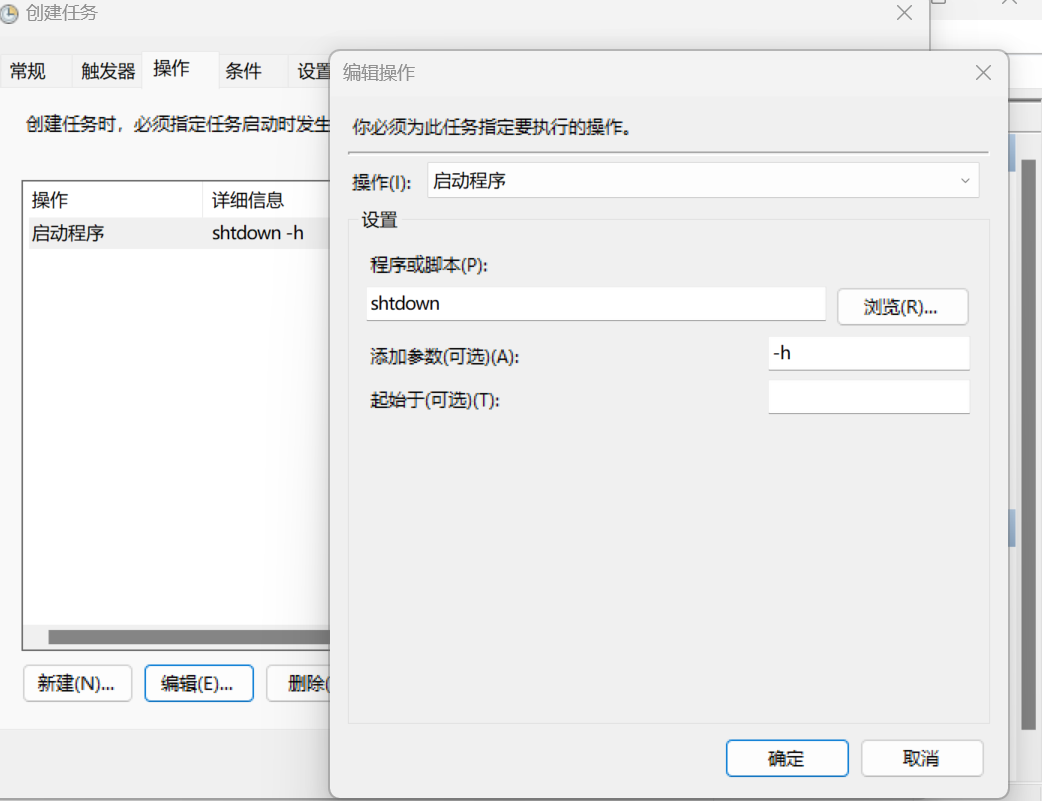 创建任务
常规
触发器
操作
条件
设置
创建任务时，必须指定任务启动时发生
操作
详细信息
启动程序
shtdown -h
新建(N)...
编辑(E)...
删除(
编辑操作
你必须为此任务指定要执行的操作。
操作(I):
启动程序
设置
程序或脚本(P):
shtdown
浏览(R)...
添加参数(可选)(A):
-h
起始于(可选)(T):
确定
取消